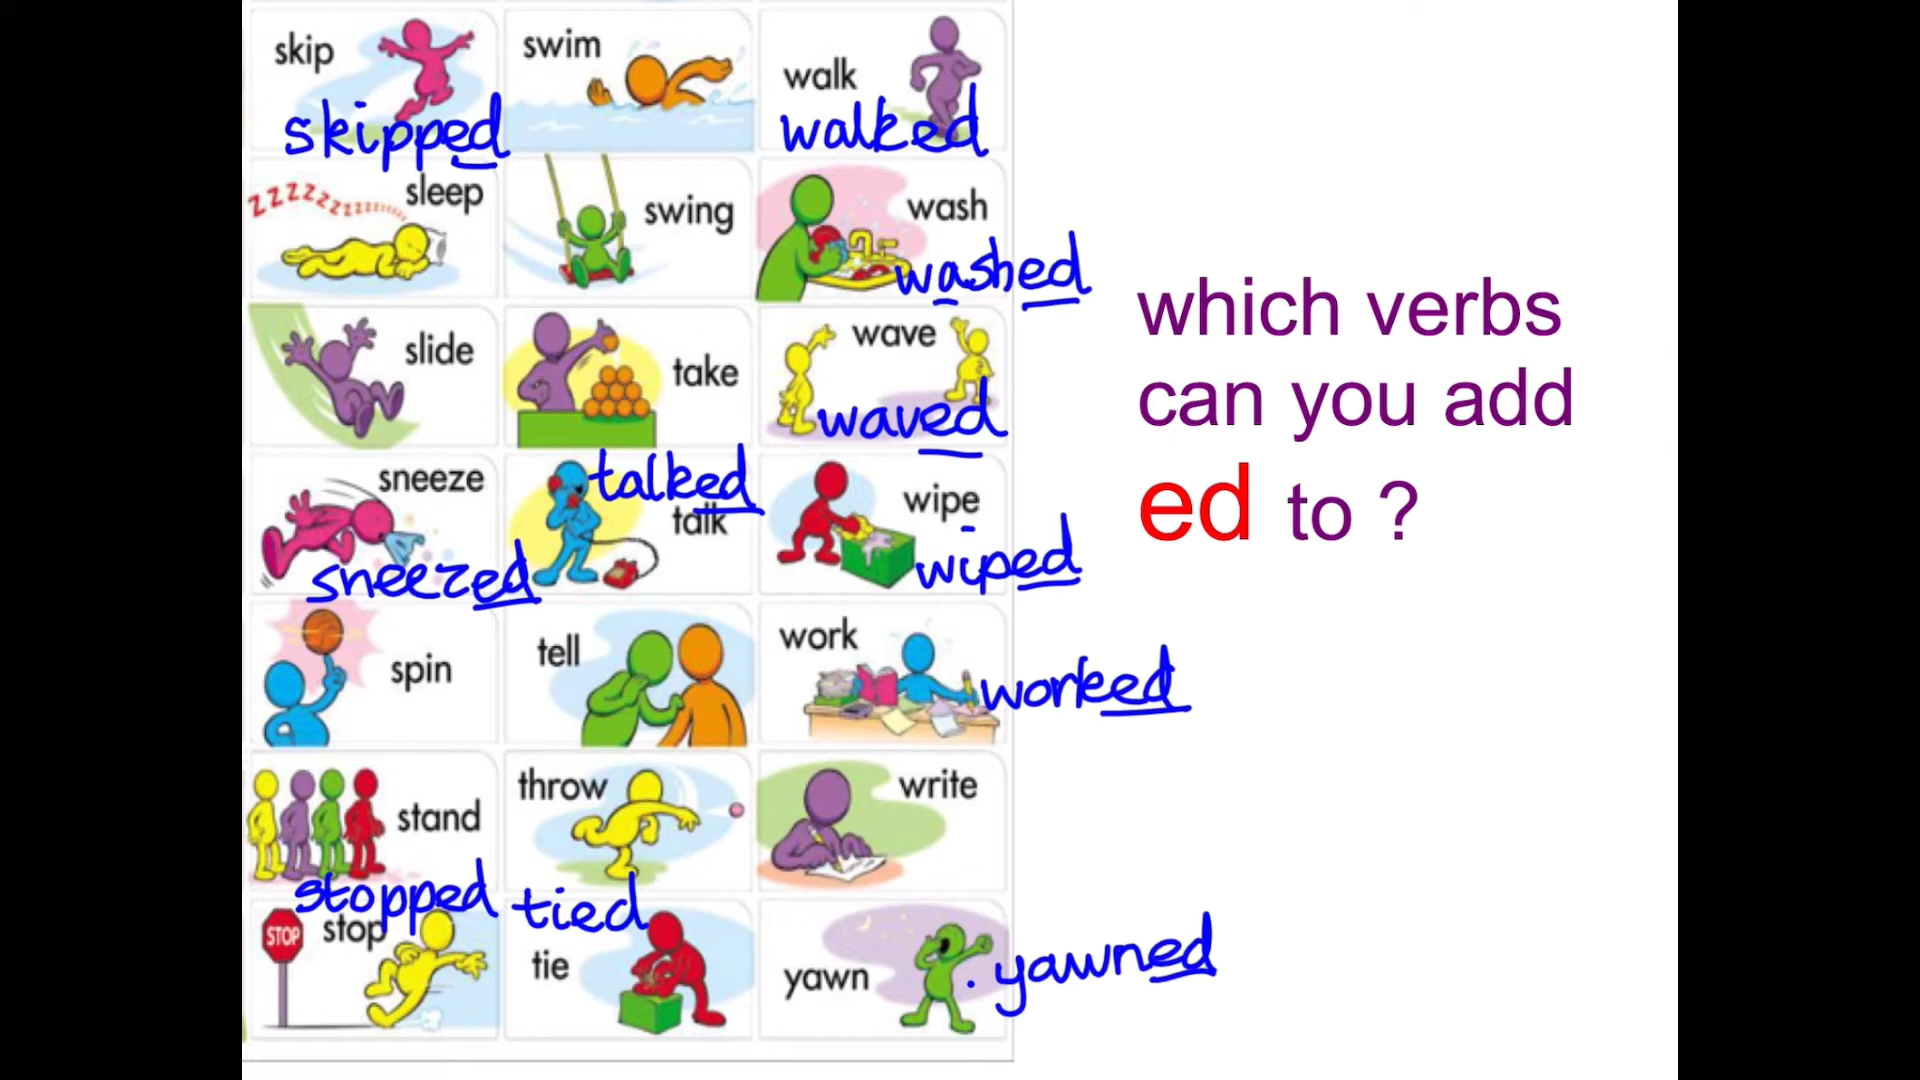 skip
swim
walk
skipped
walked
zzzzzzzzzzzzzz
sleep
swing
wash
washed
slide
take
wave
waved
sneeze
talked
talk
wipe
sneezed
wiped
spin
tell
work
worked
stand
throw
write
stopped
tied
STOP
stop
tie
yawn
yawned
which verbs
can you add
ed to ?